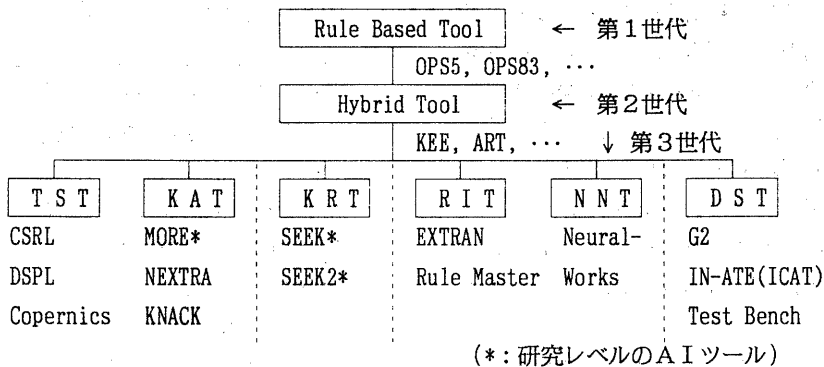 Rule Based Tool ← 第1世代
OPS5, OPS83, ･･･
Hybrid Tool ← 第2世代
KEE, ART, ･･･ ↓ 第3世代
TST KAT KRT RIT NNT DST
CSRL MORE* SEEK* EXTRAN Neural- G2
DSPL NEXTRA SEEK2* Rule Master Works IN-ATE(ICAT)
Copernics KNACK Test Bench
(*:研究レベルのAIツール)